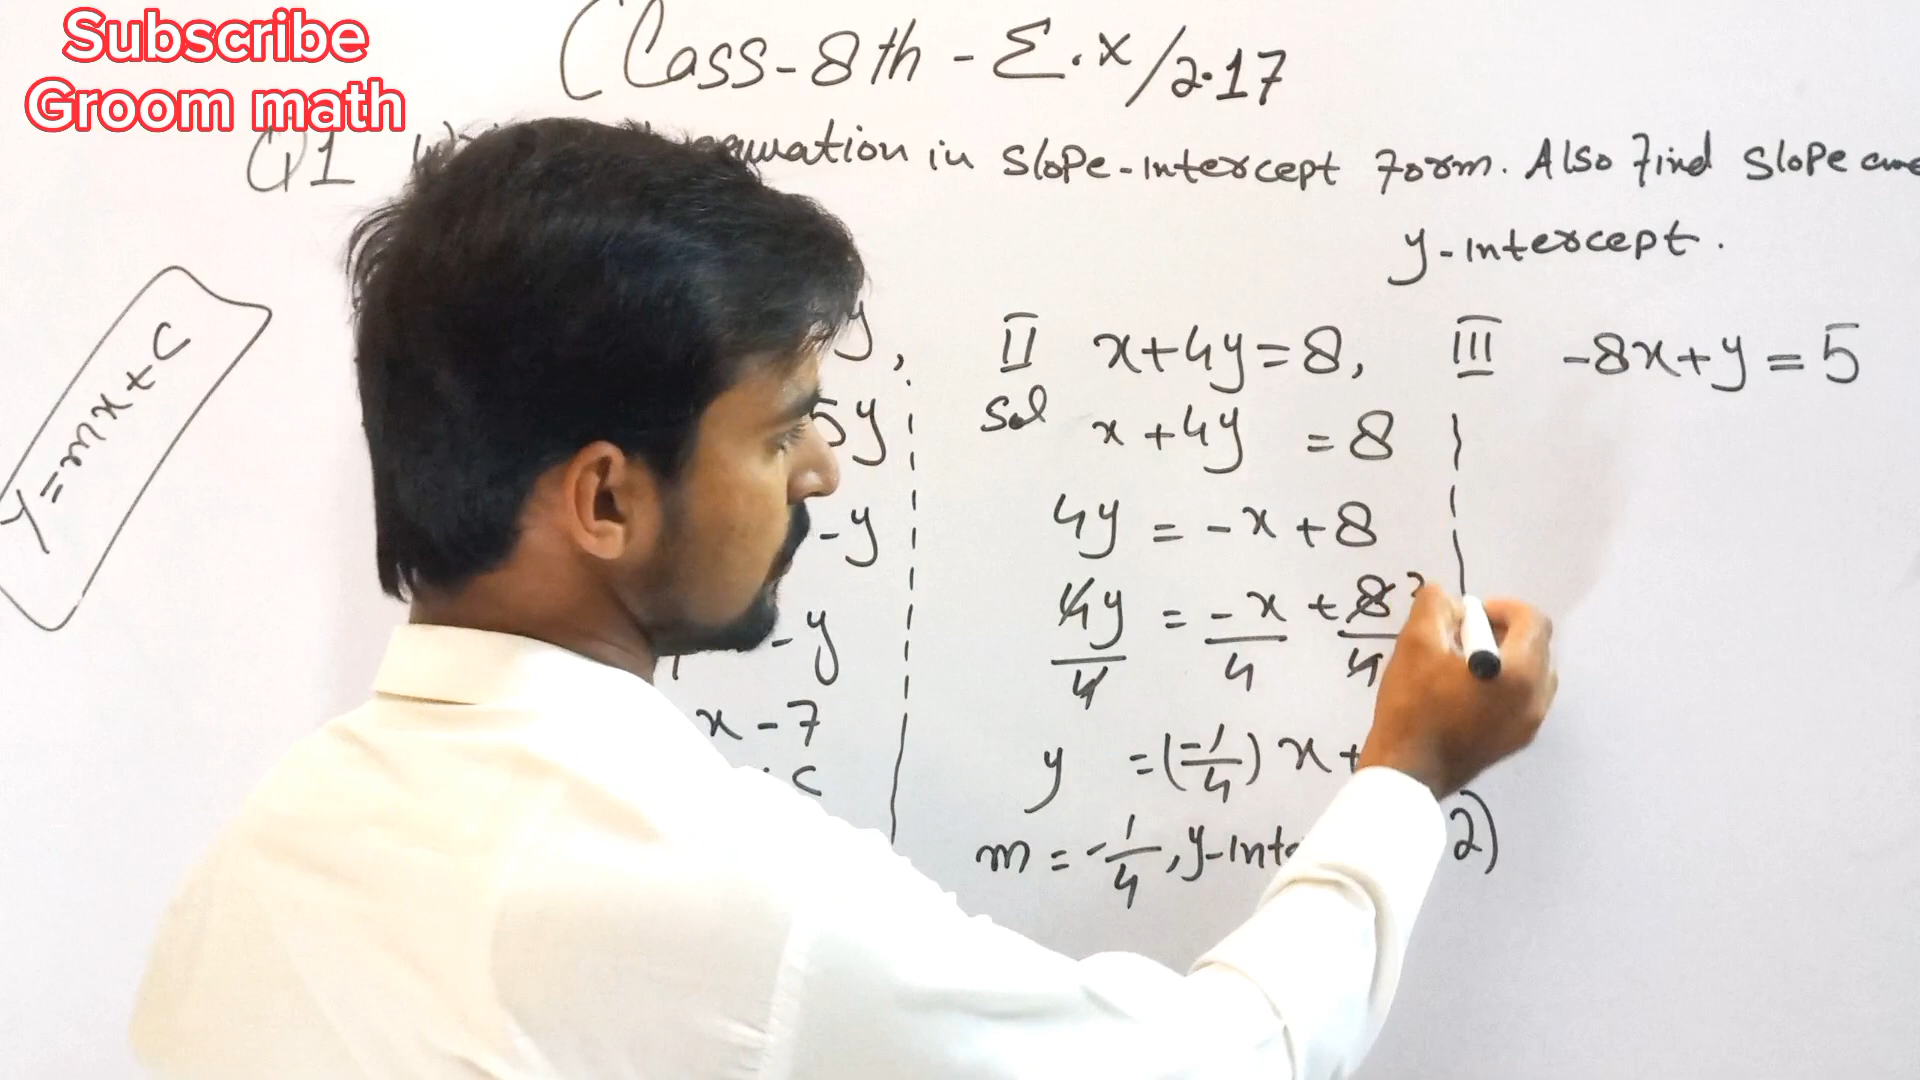 Subscribe
Groom math
Class-8th - Ex/2.17
Q1 equation in Slope-Intercept Form. Also Find Slope
y-Intercept.
y = mx + c
y,
5y
-y
-y
x - 7
c
II x + 4y = 8,
Sol x + 4y = 8
4y = -x + 8
4y/4 = -x/4 + 8/4
y = (-1/4) x +
m = -1/4, y-Inte 2)
III -8x + y = 5